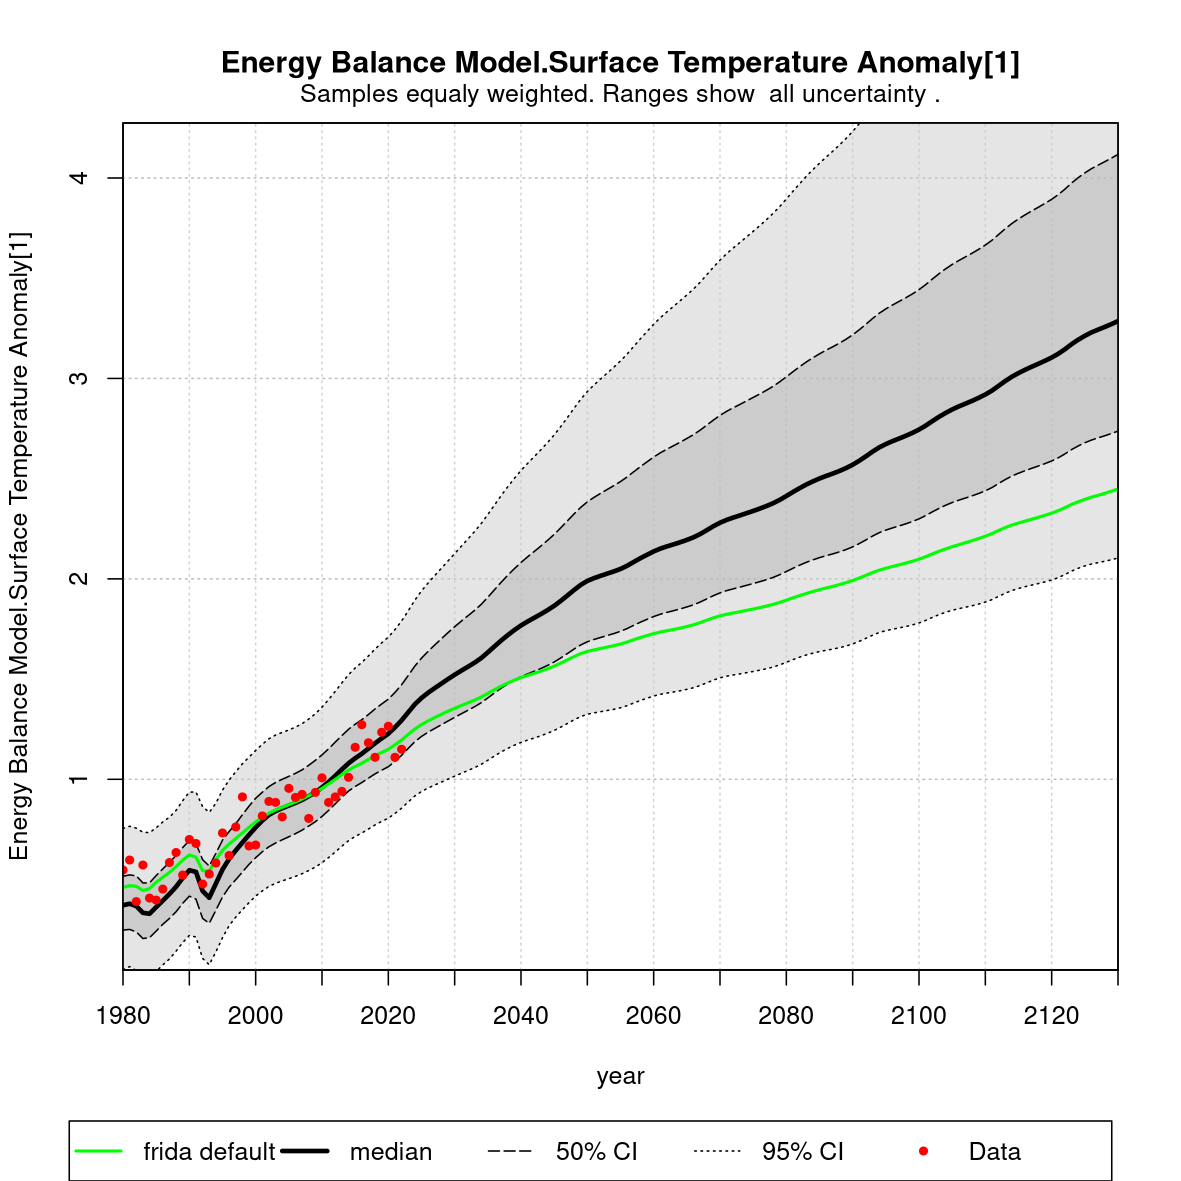 Energy Balance Model.Surface Temperature Anomaly[1]
Samples equaly weighted. Ranges show  all uncertainty .
Energy Balance Model.Surface Temperature Anomaly[1]
4
3
2
1
1980 2000 2020 2040 2060 2080 2100 2120
year
frida default median 50% CI 95% CI Data